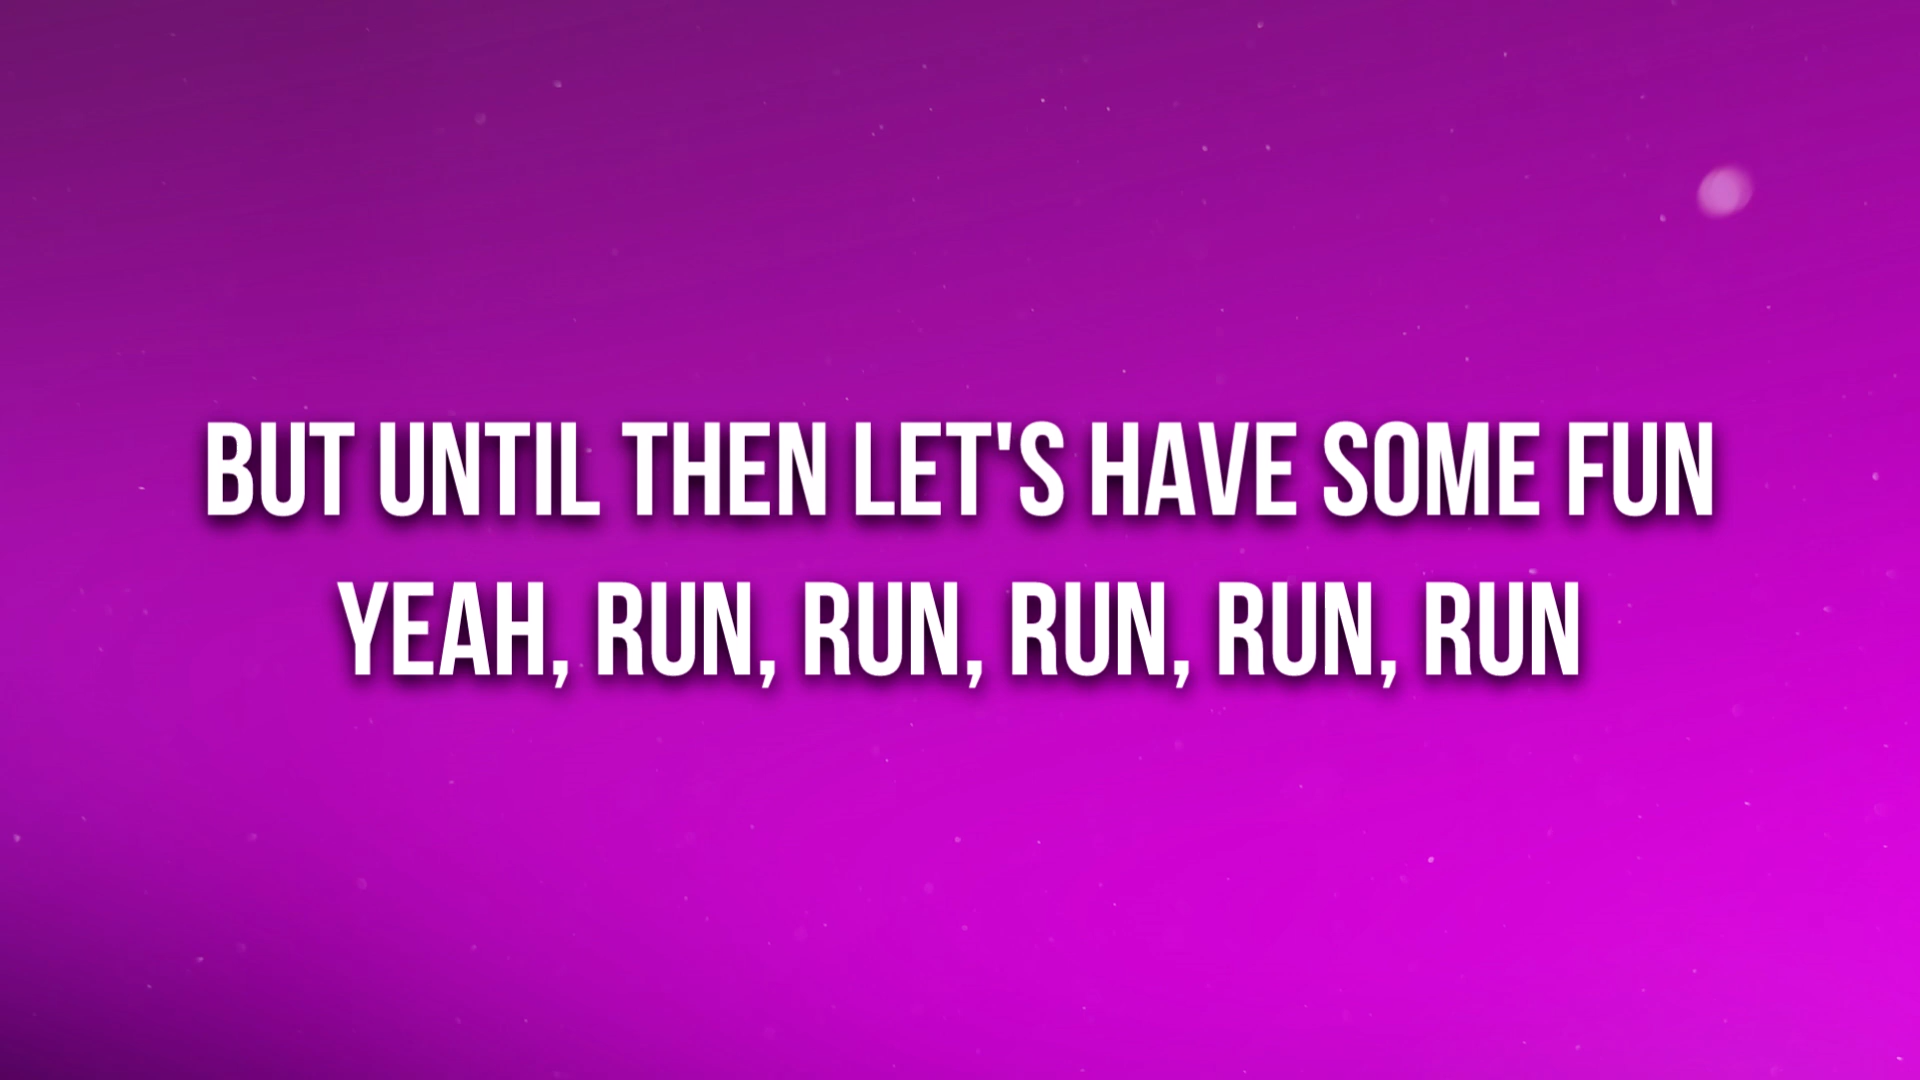 BUT UNTIL THEN LET'S HAVE SOME FUN
YEAH, RUN, RUN, RUN, RUN, RUN